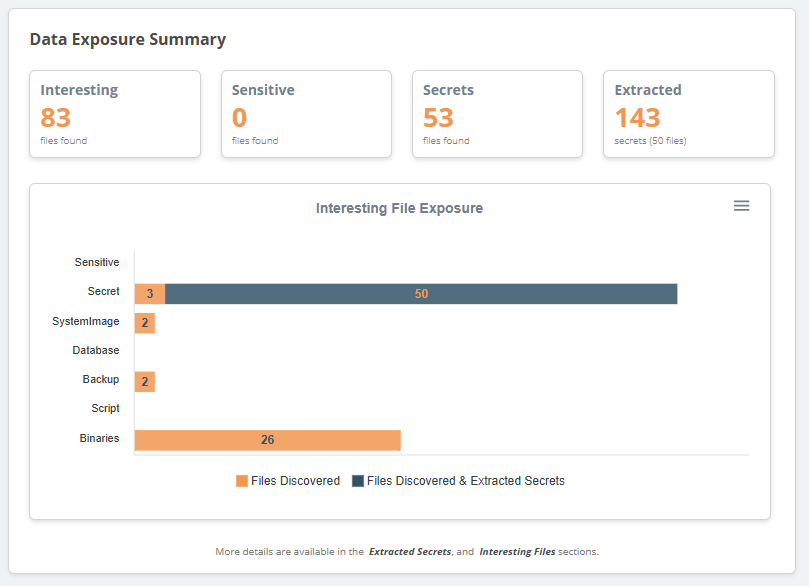 Data Exposure Summary
Interesting
83
files found
Sensitive
0
files found
Secrets
53
files found
Extracted
143
secrets (50 files)
Interesting File Exposure
Sensitive
Secret
3
50
SystemImage
2
Database
Backup
2
Script
Binaries
26
Files Discovered
Files Discovered & Extracted Secrets
More details are available in the Extracted Secrets, and Interesting Files sections.